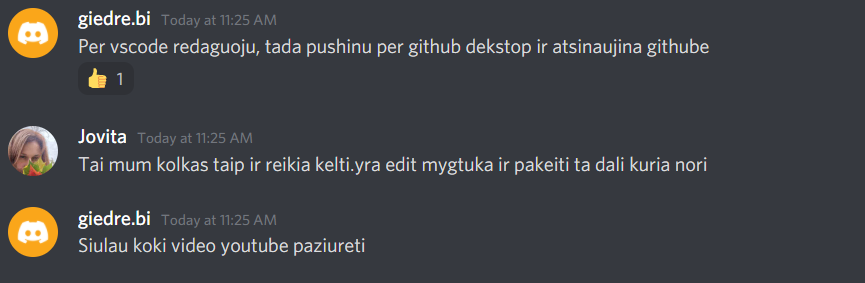 giedre.bi Today at 11:25 AM
Per vscode redaguoju, tada pushinu per github dekstop ir atsinaujina githube
👍 1
Jovita Today at 11:25 AM
Tai mum kolkas taip ir reikia kelti.yra edit mygtuka ir pakeiti ta dali kuria nori
giedre.bi Today at 11:25 AM
Siulau koki video youtube paziureti